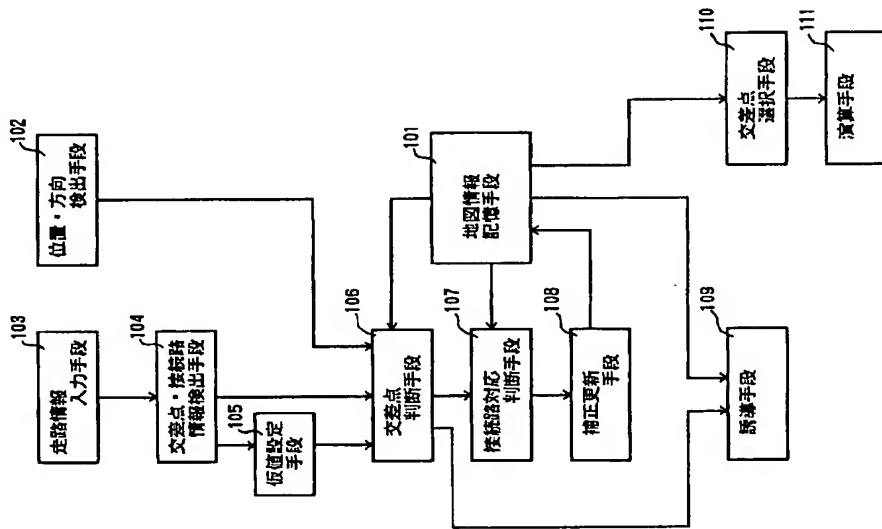 103
走路情報
入力手段
102
位置・方向
検出手段
104
交差点・接続路
情報検出手段
105
仮値設定
手段
106
交差点
判断手段
101
地図情報
記憶手段
107
接続路対応
判断手段
108
補正更新
手段
109
誘導手段
110
交差点
選択手段
111
演算手段